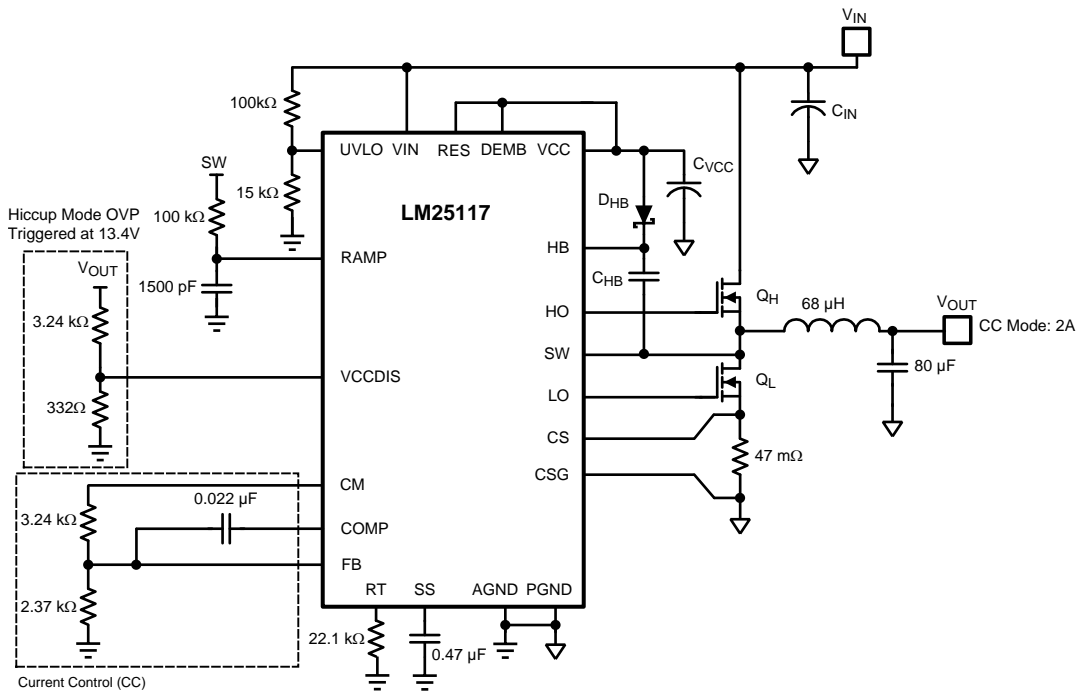 VIN
100kΩ
CIN
UVLO
VIN
RES
DEMB
VCC
SW
15 kΩ
LM25117
DHB
CVCC
Hiccup Mode OVP
Triggered at 13.4V
100 kΩ
RAMP
HB
CHB
VOUT
1500 pF
QH
HO
68 µH
VOUT
CC Mode: 2A
3.24 kΩ
SW
VCCDIS
QL
80 µF
332Ω
LO
CS
47 mΩ
CSG
CM
0.022 µF
3.24 kΩ
COMP
FB
RT
SS
AGND
PGND
2.37 kΩ
22.1 kΩ
0.47 µF
Current Control (CC)